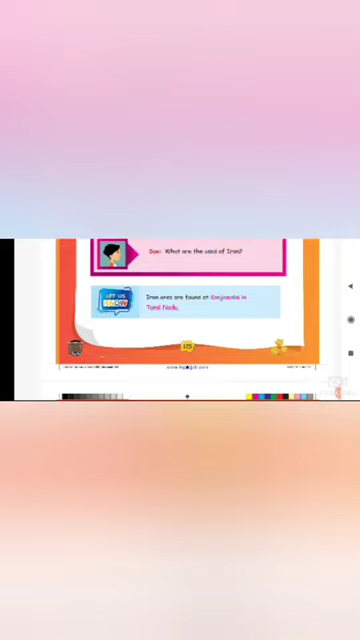 Son: What are the uses of Iron?
LET US
KNOW
Iron ores are found at Kanjamalai in
Tamil Nadu.
125